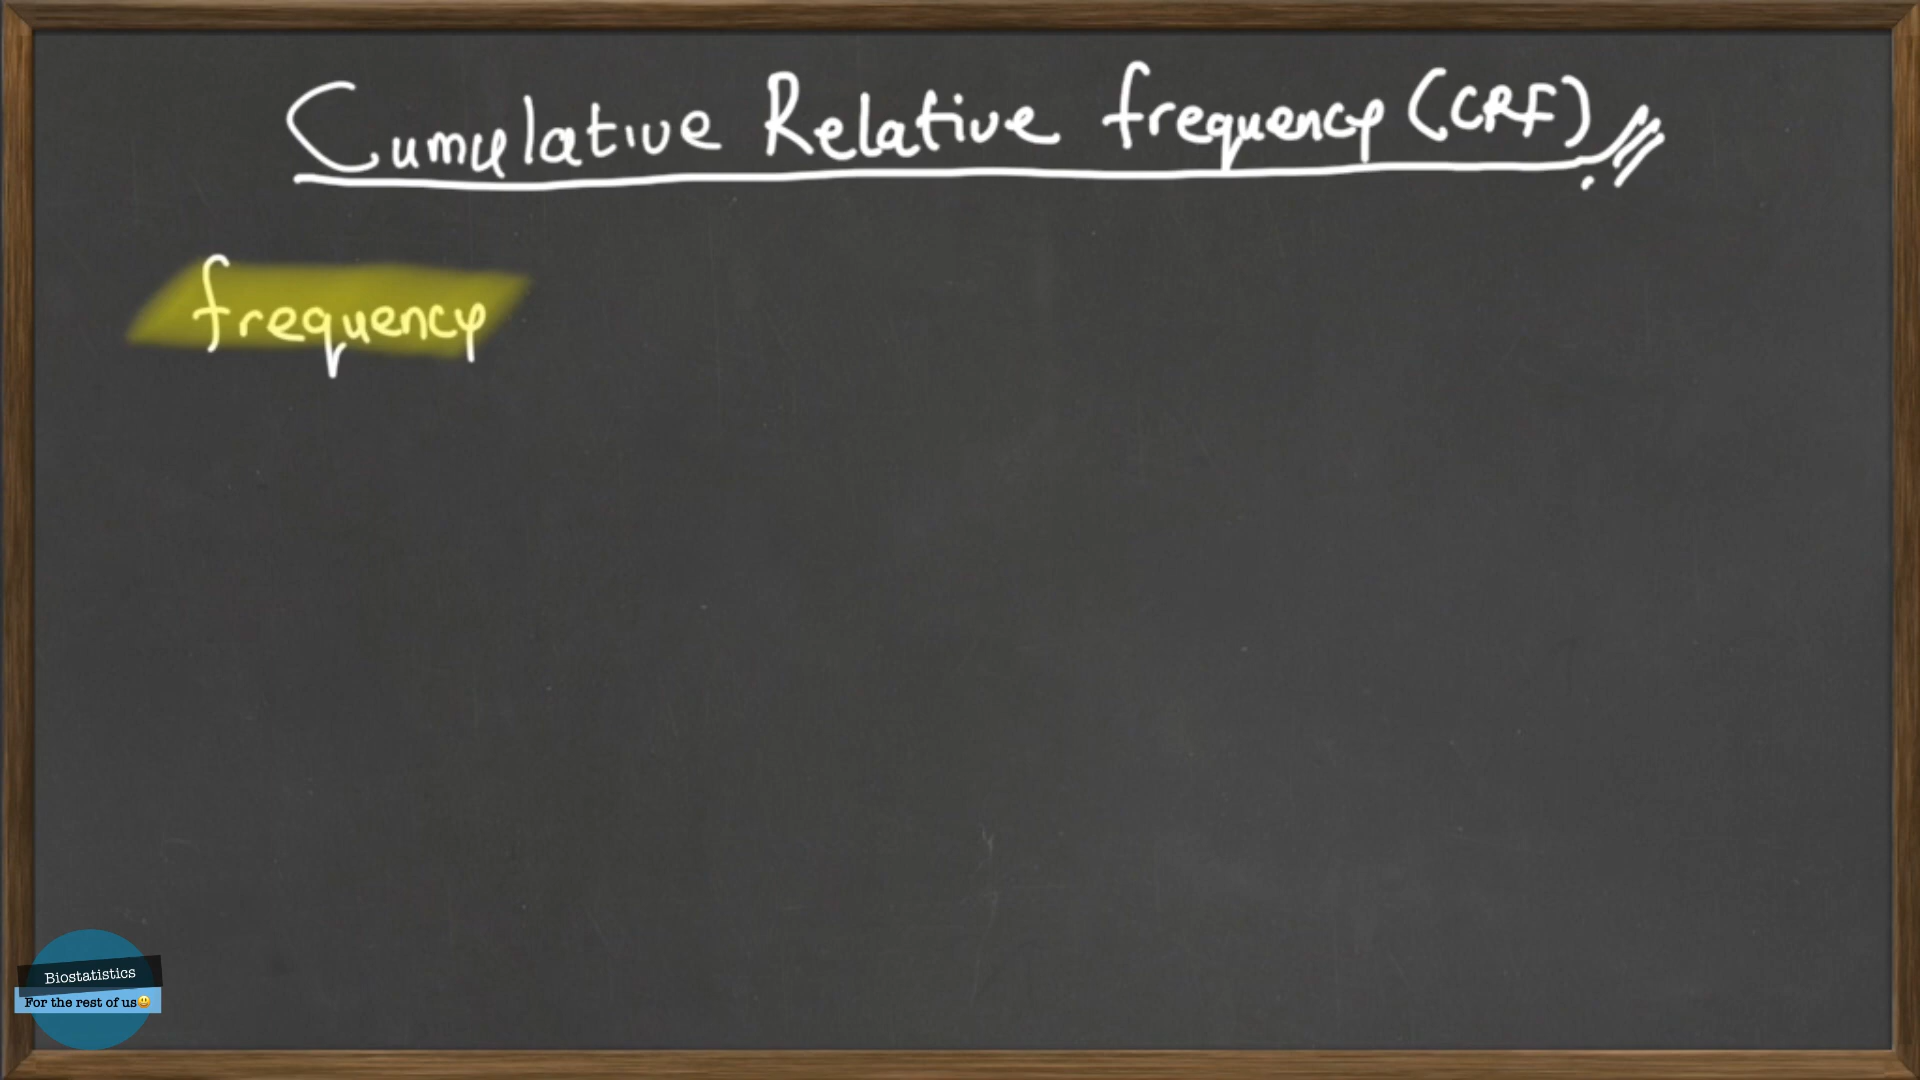 Cumulative Relative frequency (CRF)
frequency
Biostatistics
For the rest of us😃